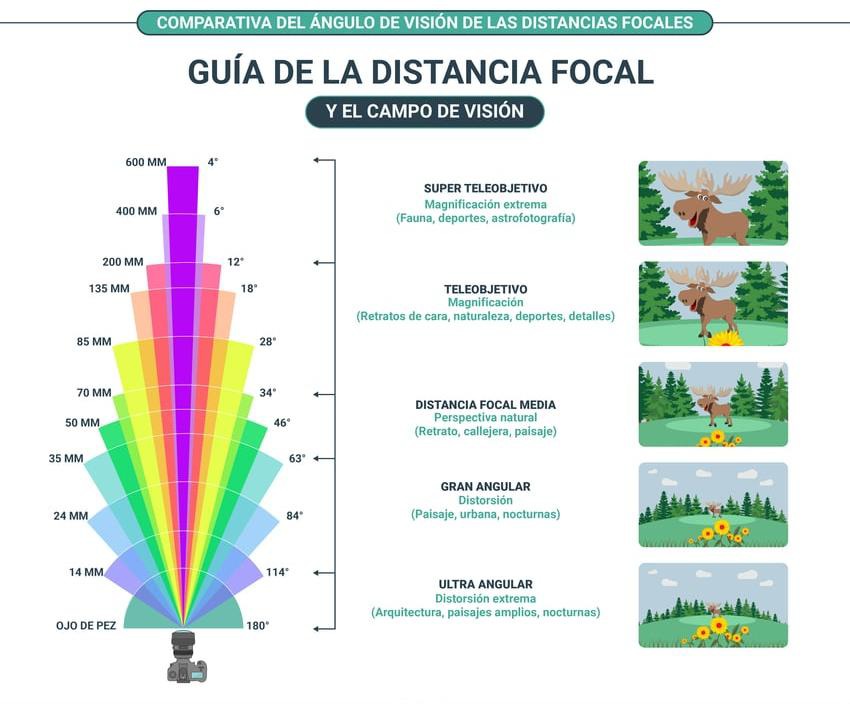 COMPARATIVA DEL ÁNGULO DE VISIÓN DE LAS DISTANCIAS FOCALES
GUÍA DE LA DISTANCIA FOCAL
Y EL CAMPO DE VISIÓN
600 MM 4°
400 MM 6°
200 MM 12°
135 MM 18°
85 MM 28°
70 MM 34°
50 MM 46°
35 MM 63°
24 MM 84°
14 MM 114°
OJO DE PEZ 180°
SUPER TELEOBJETIVO
Magnificación extrema
(Fauna, deportes, astrofotografía)
TELEOBJETIVO
Magnificación
(Retratos de cara, naturaleza, deportes, detalles)
DISTANCIA FOCAL MEDIA
Perspectiva natural
(Retrato, callejera, paisaje)
GRAN ANGULAR
Distorsión
(Paisaje, urbana, nocturnas)
ULTRA ANGULAR
Distorsión extrema
(Arquitectura, paisajes amplios, nocturnas)